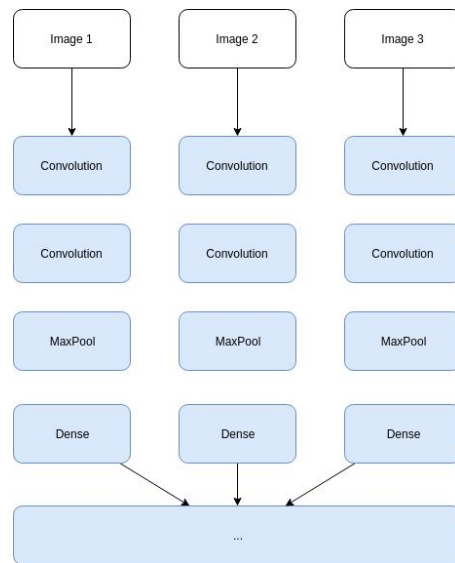 Image 1
Image 2
Image 3
Convolution
Convolution
Convolution
Convolution
Convolution
Convolution
MaxPool
MaxPool
MaxPool
Dense
Dense
Dense
...